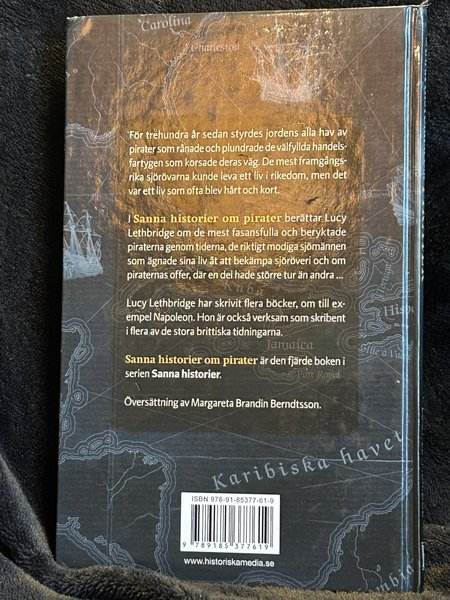 Carolina
Charleston
För trehundra år sedan styrdes jordens alla hav av
pirater som rånade och plundrade de välfyllda handels-
fartygen som korsade deras väg. De mest framgångs-
rika sjörövarna kunde leva ett liv i rikedom, men det
var ett liv som ofta blev hårt och kort.
I Sanna historier om pirater berättar Lucy
Lethbridge om de mest fasansfulla och beryktade
piraterna genom tiderna, de riktigt modiga sjömännen
som ägnade sina liv åt att bekämpa sjöröveri och om
piraternas offer, där en del hade större tur än andra ...
Kuba
Lucy Lethbridge har skrivit flera böcker, om till ex-
empel Napoleon. Hon är också verksam som skribent
i flera av de stora brittiska tidningarna.
Jamaica
Sanna historier om pirater är den fjärde boken i
serien Sanna historier.
Port Royal
Översättning av Margareta Brandin Berndtsson.
Karibiska havet
ISBN 978-91-85377-61-9
9 789185 377619
www.historiskamedia.se